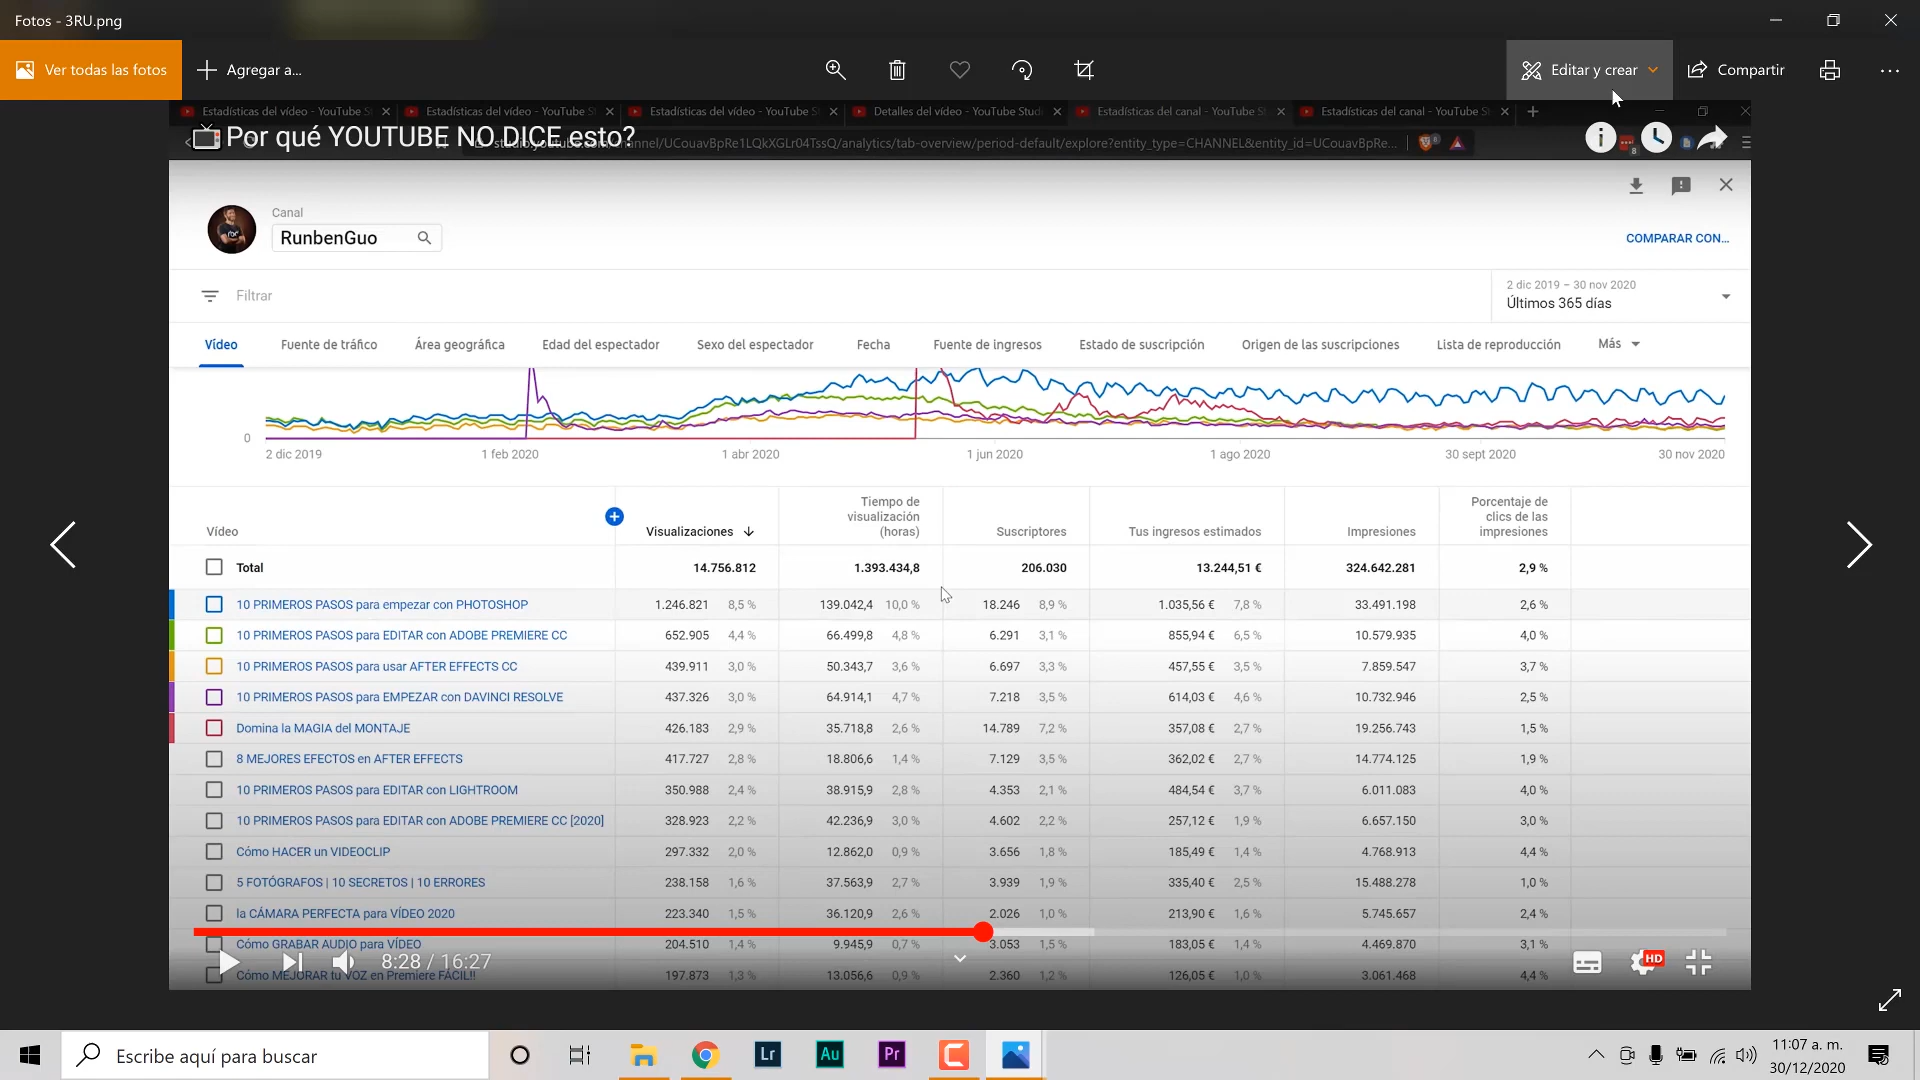 Fotos - 3RU.png
Ver todas las fotos
Agregar a...
Editar y crear
Compartir
Estadísticas del vídeo - YouTube S
Estadísticas del vídeo - YouTube S
Estadísticas del vídeo - YouTube S
Detalles del vídeo - YouTube Studi
Estadísticas del canal - YouTube S
Estadísticas del canal - YouTube S
Por qué YOUTUBE NO DICE esto?
studio.youtube.com/channel/UCouavBpRe1LQkXGLr04TssQ/analytics/tab-overview/period-default/explore?entity_type=CHANNEL&entity_id=UCouavBpRe...
Canal
RunbenGuo
COMPARAR CON...
Filtrar
2 dic 2019 – 30 nov 2020
Últimos 365 días
Vídeo Fuente de tráfico Área geográfica Edad del espectador Sexo del espectador Fecha Fuente de ingresos Estado de suscripción Origen de las suscripciones Lista de reproducción Más
0
2 dic 2019 1 feb 2020 1 abr 2020 1 jun 2020 1 ago 2020 30 sept 2020 30 nov 2020
Vídeo
Visualizaciones
Tiempo de
visualización
(horas)
Suscriptores
Tus ingresos estimados
Impresiones
Porcentaje de
clics de las
impresiones
Total 14.756.812 1.393.434,8 206.030 13.244,51 € 324.642.281 2,9 %
10 PRIMEROS PASOS para empezar con PHOTOSHOP 1.246.821 8,5 % 139.042,4 10,0 % 18.246 8,9 % 1.035,56 € 7,8 % 33.491.198 2,6 %
10 PRIMEROS PASOS para EDITAR con ADOBE PREMIERE CC 652.905 4,4 % 66.499,8 4,8 % 6.291 3,1 % 855,94 € 6,5 % 10.579.935 4,0 %
10 PRIMEROS PASOS para usar AFTER EFFECTS CC 439.911 3,0 % 50.343,7 3,6 % 6.697 3,3 % 457,55 € 3,5 % 7.859.547 3,7 %
10 PRIMEROS PASOS para EMPEZAR con DAVINCI RESOLVE 437.326 3,0 % 64.914,1 4,7 % 7.218 3,5 % 614,03 € 4,6 % 10.732.946 2,5 %
Domina la MAGIA del MONTAJE 426.183 2,9 % 35.718,8 2,6 % 14.789 7,2 % 357,08 € 2,7 % 19.256.743 1,5 %
8 MEJORES EFECTOS en AFTER EFFECTS 417.727 2,8 % 18.806,6 1,4 % 7.129 3,5 % 362,02 € 2,7 % 14.774.125 1,9 %
10 PRIMEROS PASOS para EDITAR con LIGHTROOM 350.988 2,4 % 38.915,9 2,8 % 4.353 2,1 % 484,54 € 3,7 % 6.011.083 4,0 %
10 PRIMEROS PASOS para EDITAR con ADOBE PREMIERE CC [2020] 328.923 2,2 % 42.236,9 3,0 % 4.602 2,2 % 257,12 € 1,9 % 6.657.150 3,0 %
Cómo HACER un VIDEOCLIP 297.332 2,0 % 12.862,0 0,9 % 3.656 1,8 % 185,49 € 1,4 % 4.768.913 4,4 %
5 FOTÓGRAFOS | 10 SECRETOS | 10 ERRORES 238.158 1,6 % 37.563,9 2,7 % 3.939 1,9 % 335,40 € 2,5 % 15.488.278 1,0 %
la CÁMARA PERFECTA para VÍDEO 2020 223.340 1,5 % 36.120,9 2,6 % 2.026 1,0 % 213,90 € 1,6 % 5.745.657 2,4 %
Cómo GRABAR AUDIO para VÍDEO 204.510 1,4 % 9.945,9 0,7 % 3.053 1,5 % 183,05 € 1,4 % 4.469.870 3,1 %
Cómo MEJORAR tu VOZ en Premiere FÁCIL!! 197.873 1,3 % 13.056,6 0,9 % 2.360 1,2 % 126,05 € 1,0 % 3.061.468 4,4 %
8:28 / 16:27
HD
Escribe aquí para buscar
Lr
Au
Pr
11:07 a. m.
30/12/2020